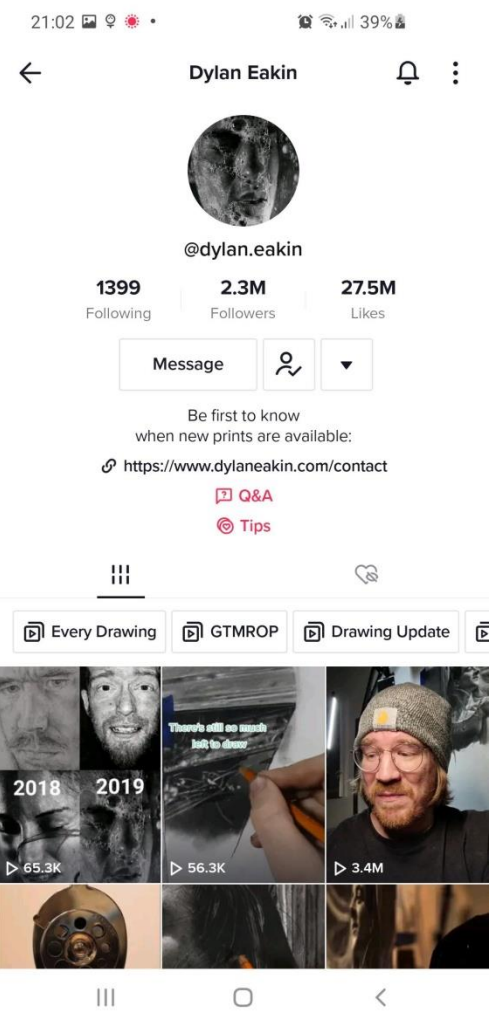 21:02 39%
Dylan Eakin
@dylan.eakin
1399 2.3M 27.5M
Following Followers Likes
Message
Be first to know
when new prints are available:
https://www.dylaneakin.com/contact
Q&A
Tips
Every Drawing GTMROP Drawing Update
There's still so much
left to draw
2018 2019
65.3K 56.3K 3.4M